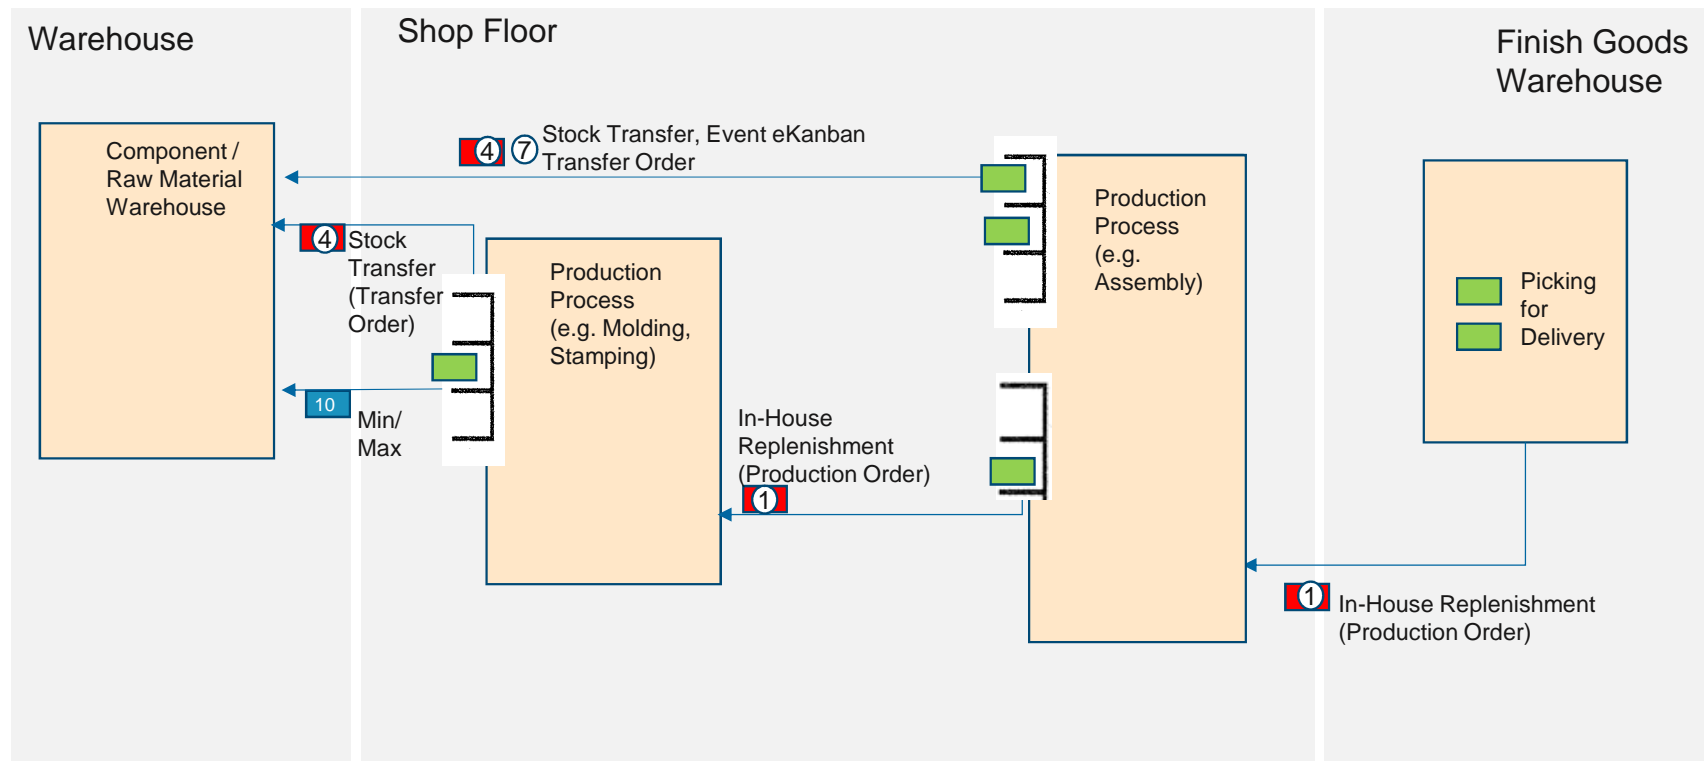 Warehouse
Shop Floor
Finish Goods
Warehouse
Component /
Raw Material
Warehouse
4
7
Stock Transfer, Event eKanban
Transfer Order
4
Stock
Transfer
(Transfer
Order)
10
Min/
Max
Production
Process
(e.g. Molding,
Stamping)
In-House
Replenishment
(Production Order)
1
Production
Process
(e.g.
Assembly)
Picking
for
Delivery
1
In-House Replenishment
(Production Order)